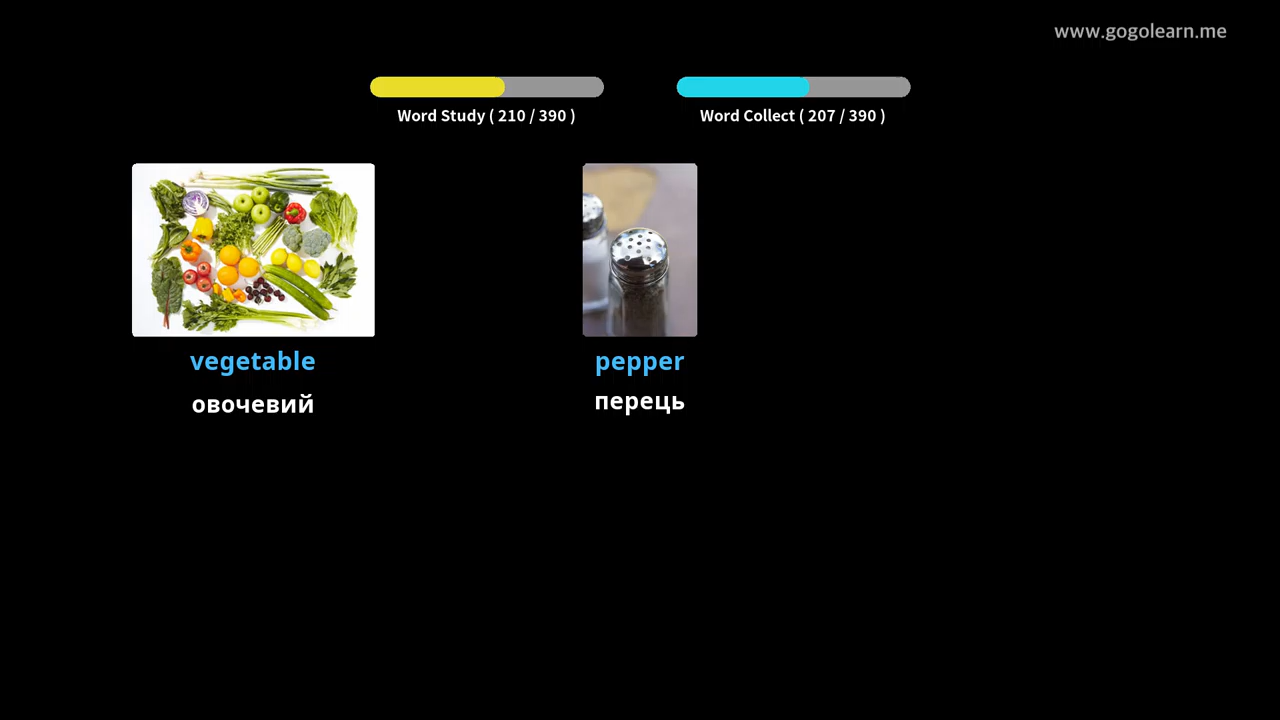 www.gogolearn.me
Word Study ( 210 / 390 )
Word Collect ( 207 / 390 )
vegetable
овочевий
pepper
перець